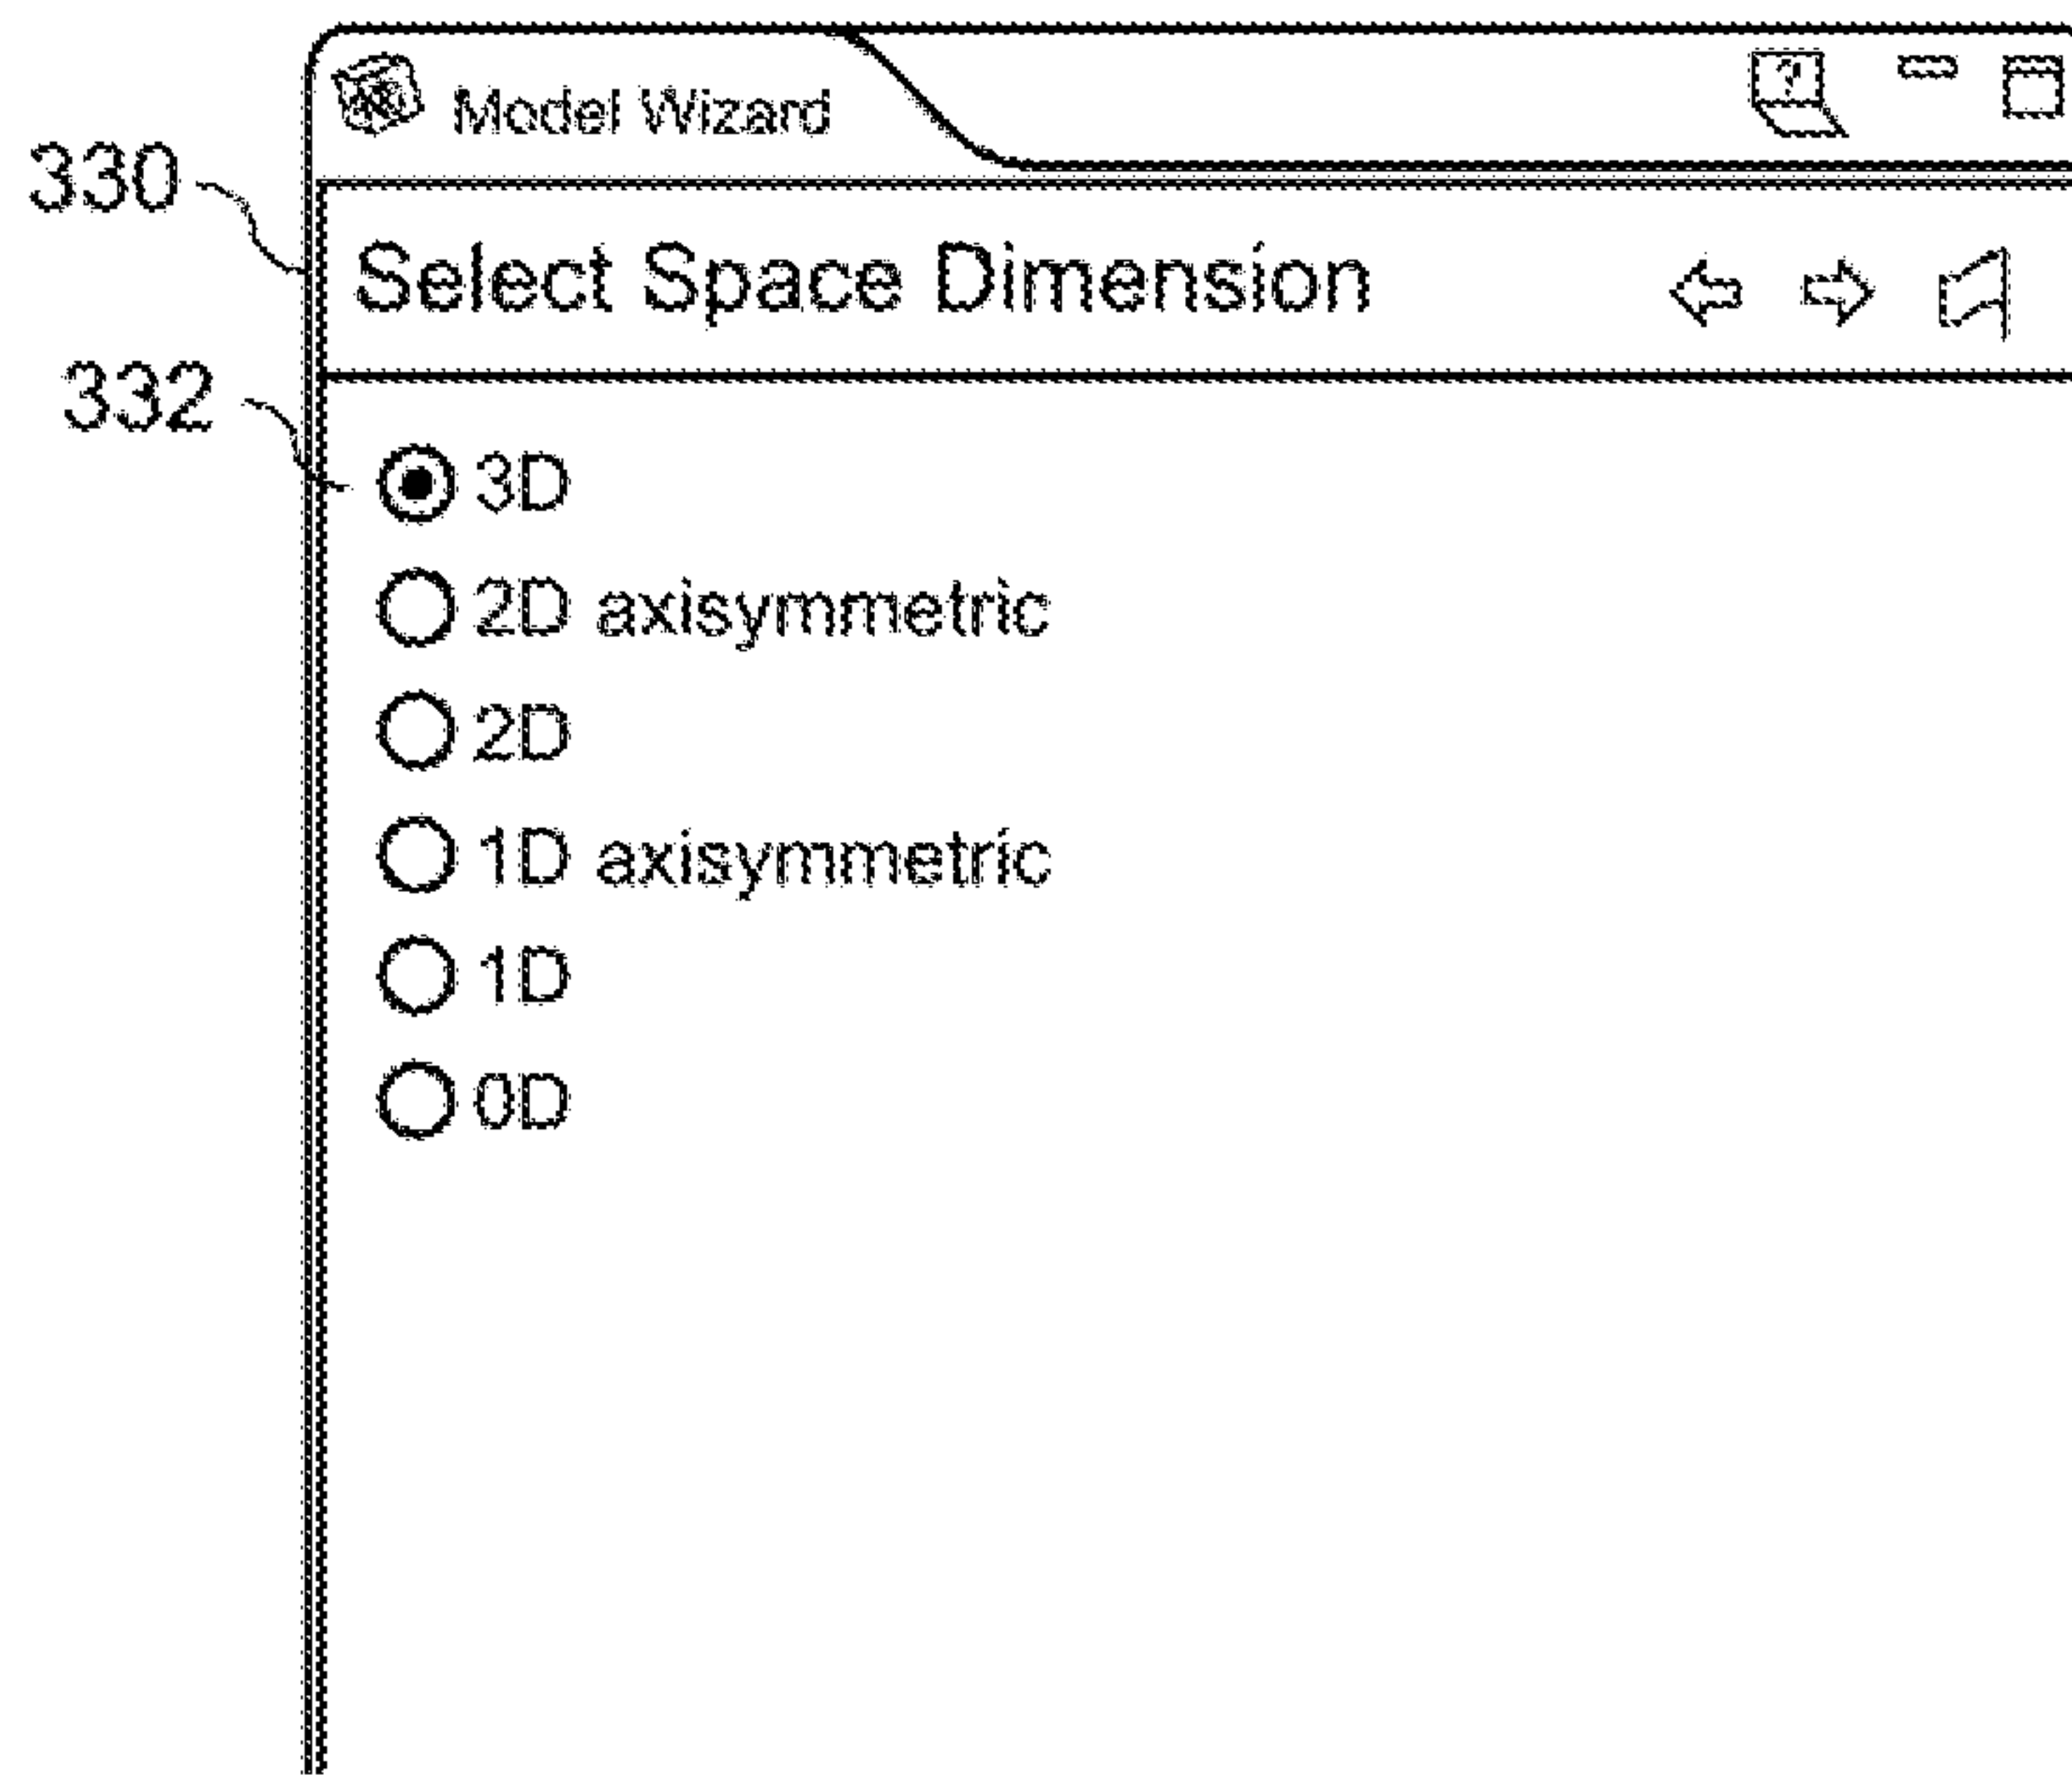 Model Wizard
330
Select Space Dimension
332
3D
2D axisymmetric
2D
1D axisymmetric
1D
0D